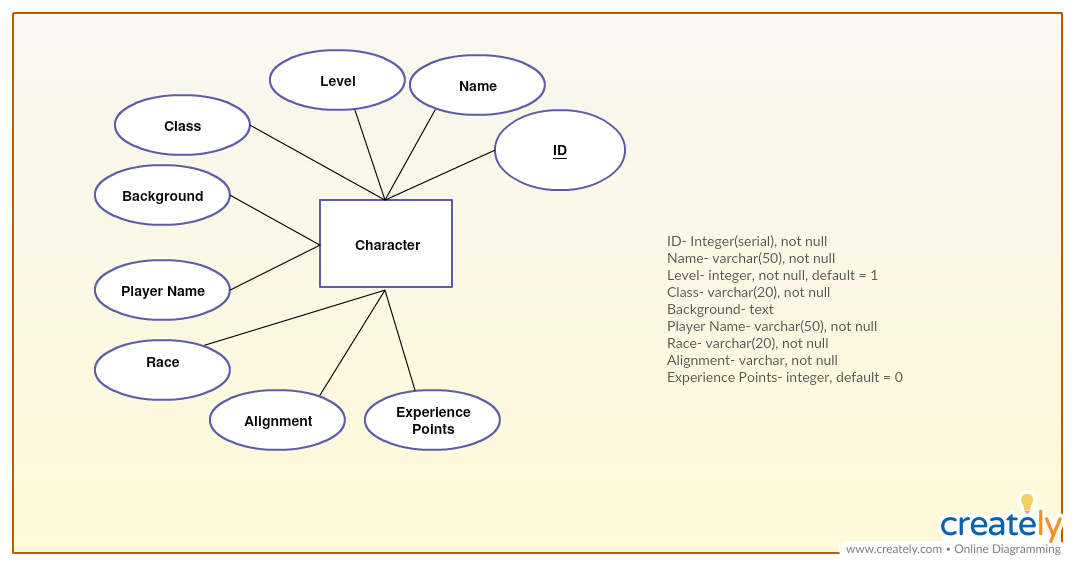 Level
Name
Class
ID
Background
Character
Player Name
Race
Alignment
Experience
Points
ID- Integer(serial), not null
Name- varchar(50), not null
Level- integer, not null, default = 1
Class- varchar(20), not null
Background- text
Player Name- varchar(50), not null
Race- varchar(20), not null
Alignment- varchar, not null
Experience Points- integer, default = 0
creately
www.creately.com • Online Diagramming